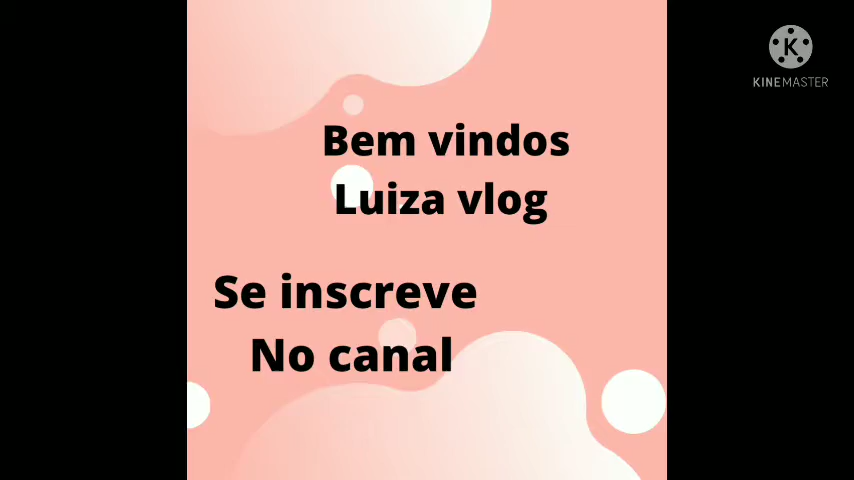 Bem vindos
Luiza vlog
Se inscreve
No canal
K
KINEMASTER